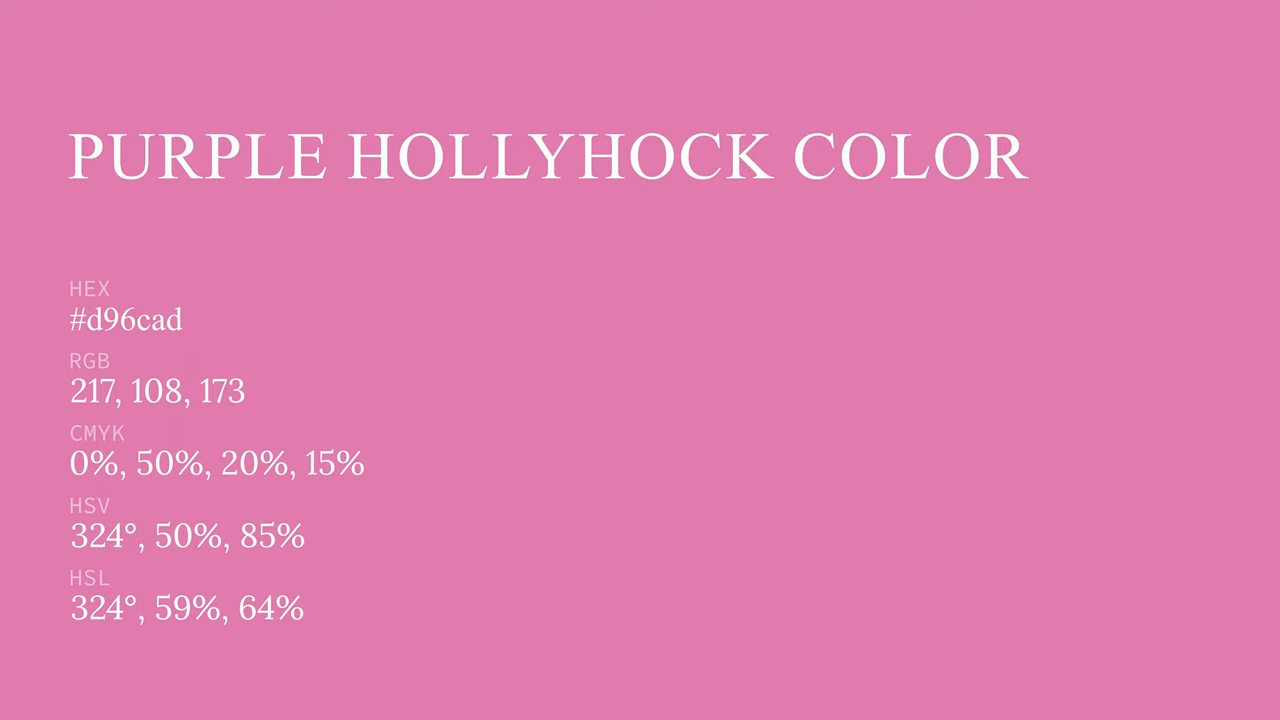 PURPLE HOLLYHOCK COLOR
HEX
#d96cad
RGB
217, 108, 173
CMYK
0%, 50%, 20%, 15%
HSV
324°, 50%, 85%
HSL
324°, 59%, 64%